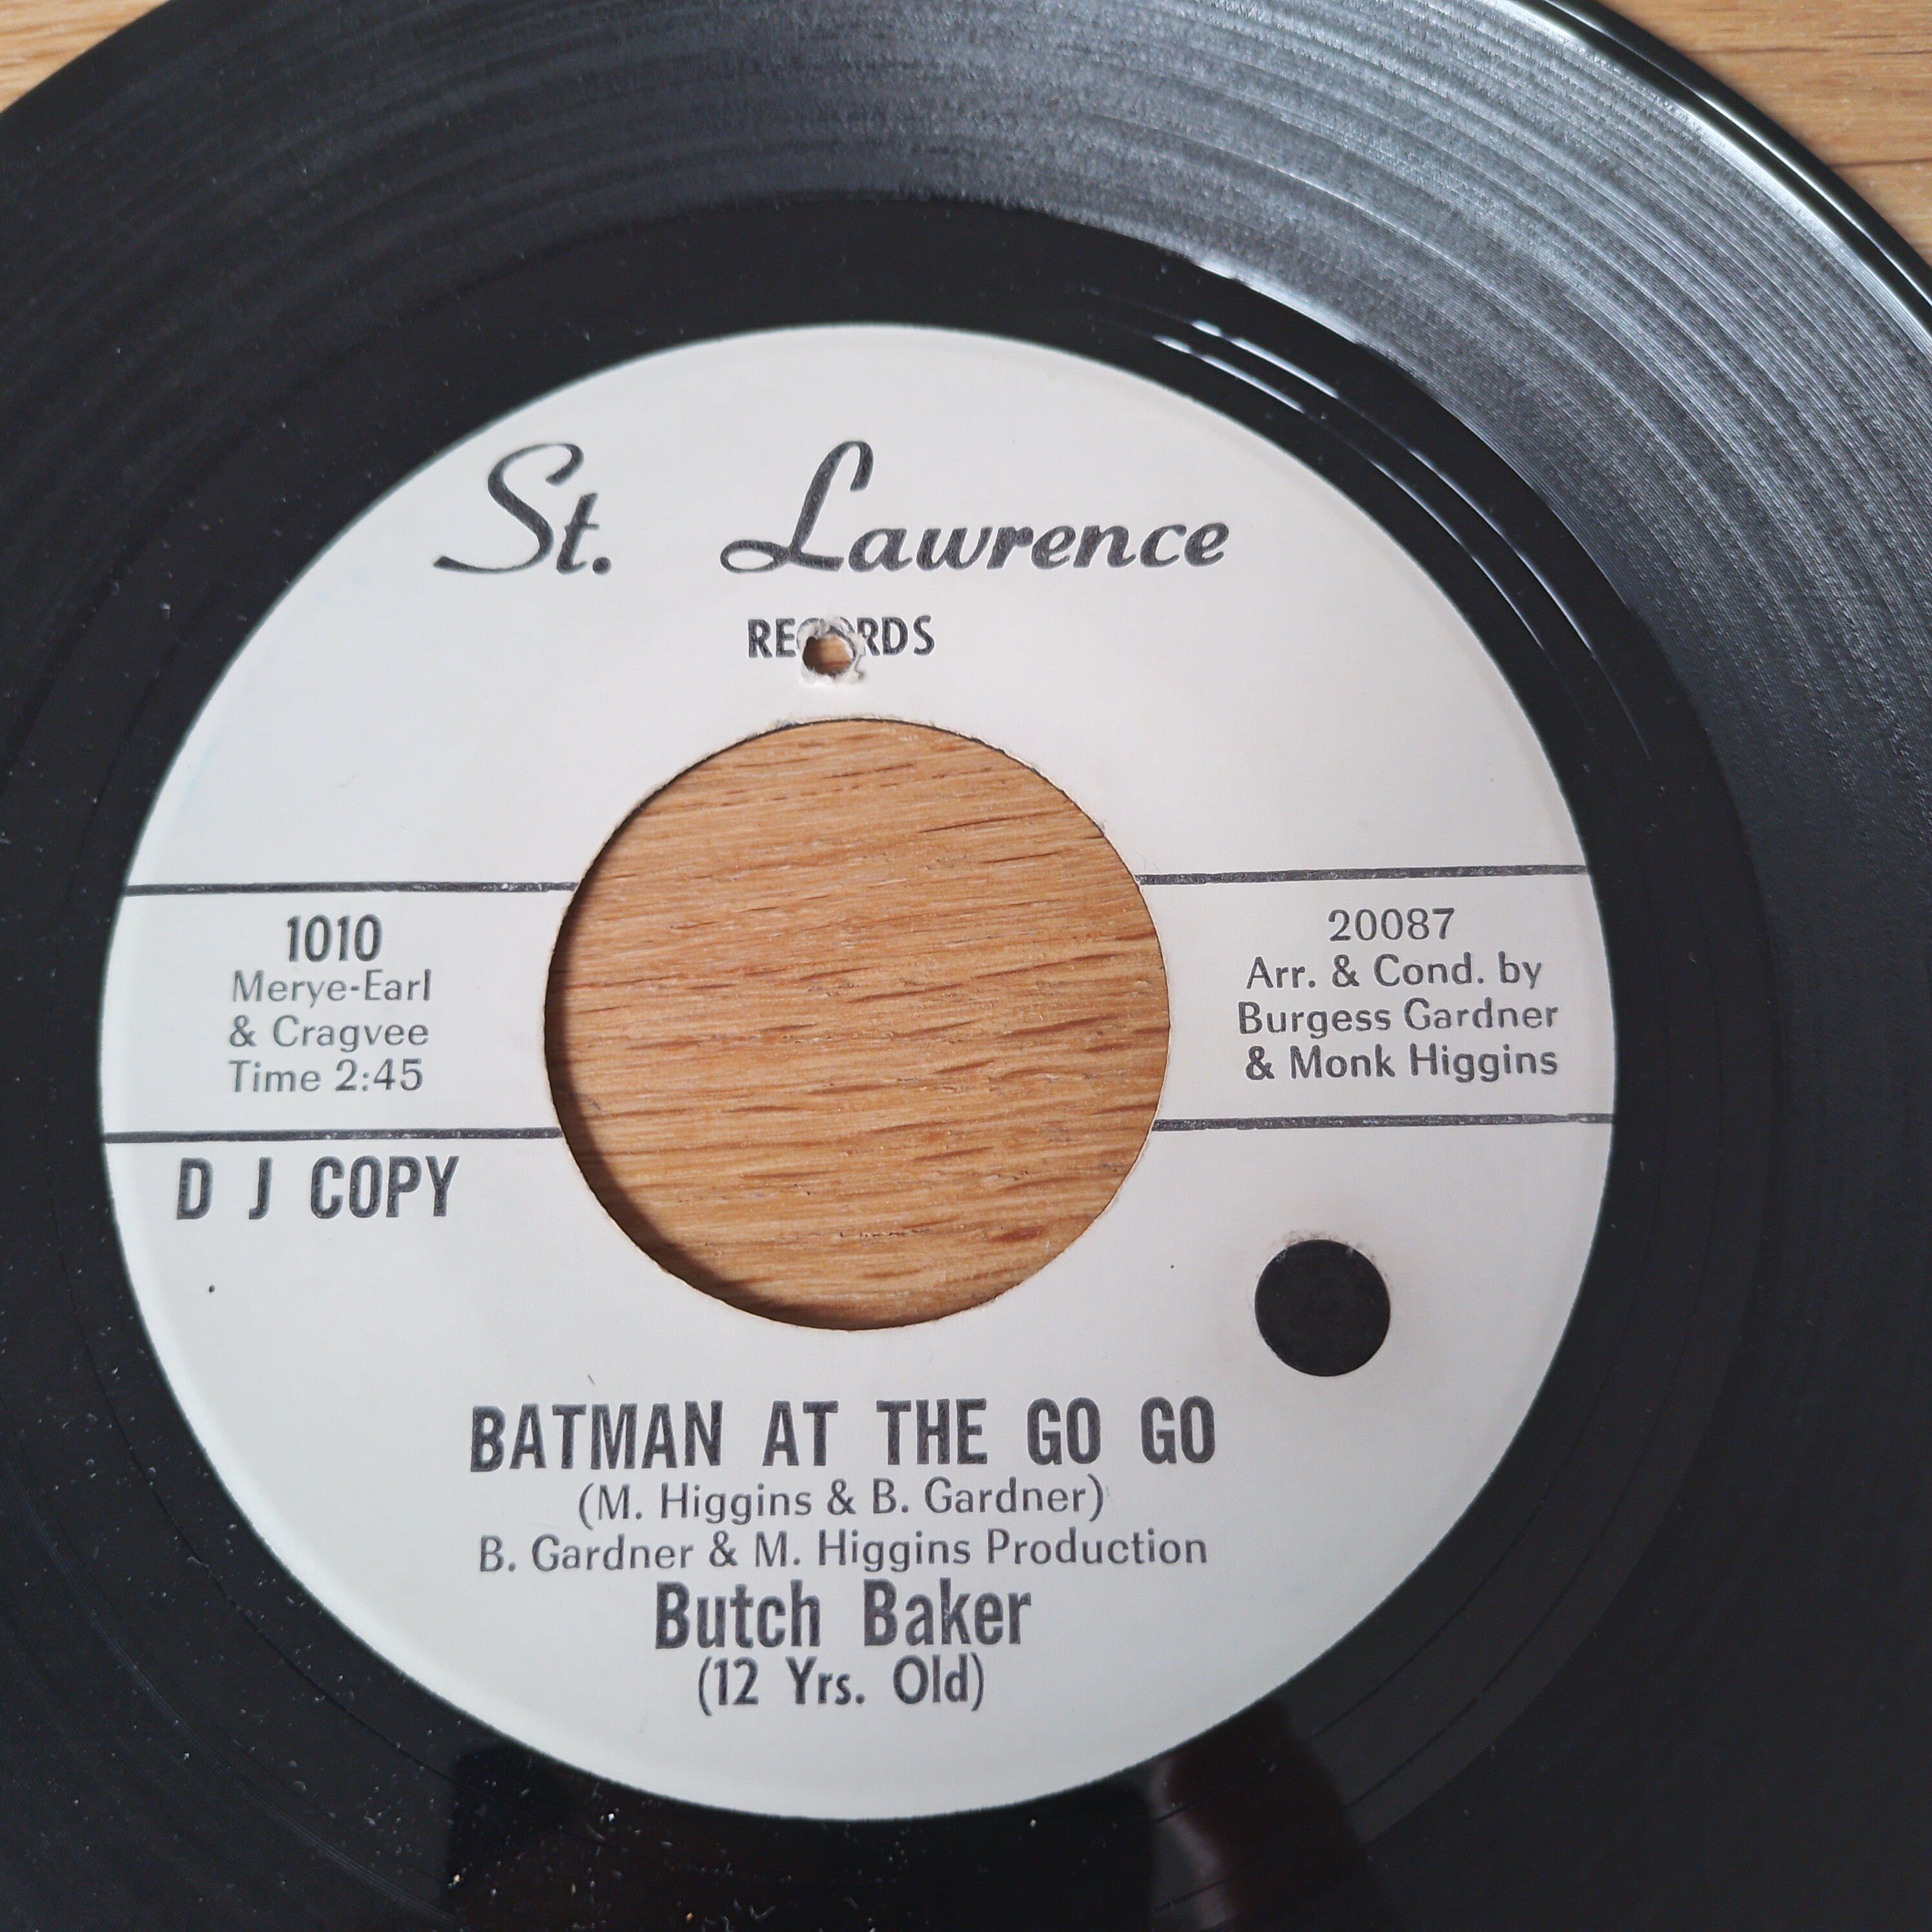 St. Lawrence
RECORDS
1010
Merye-Earl
& Cragvee
Time 2:45
20087
Arr. & Cond. by
Burgess Gardner
& Monk Higgins
D J COPY
BATMAN AT THE GO GO
(M. Higgins & B. Gardner)
B. Gardner & M. Higgins Production
Butch Baker
(12 Yrs. Old)